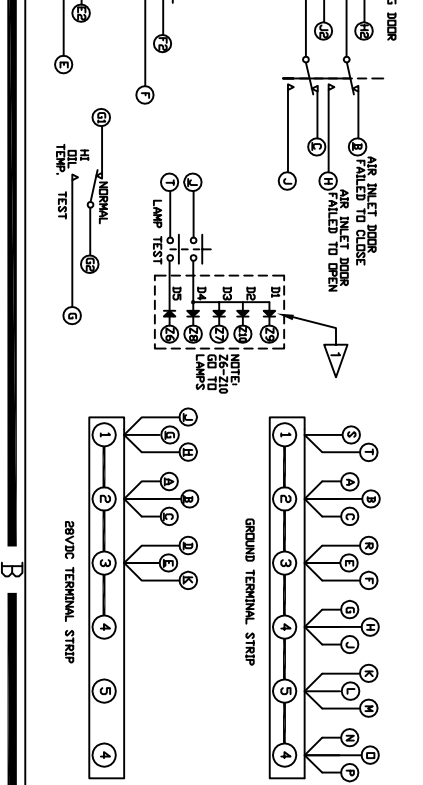 G DOOR
H2
J2
B
C
H
J
AIR INLET DOOR
FAILED TO CLOSE
AIR INLET DOOR
FAILED TO OPEN
E2
E
F2
F
G1
NORMAL
G2
HI
OIL
TEMP.
TEST
G
T
J
LAMP TEST
D1
D2
D3
D4
D5
Z9
Z10
Z7
Z8
Z6
1
NOTE:
Z6-Z10
GO TO
LAMPS
S T
A B C
R E F
G H J
K L M
N O P
1 2 3 4 5 4
GROUND TERMINAL STRIP
J G H
A B C
D E K
1 2 3 4 5 4
28VDC TERMINAL STRIP
B